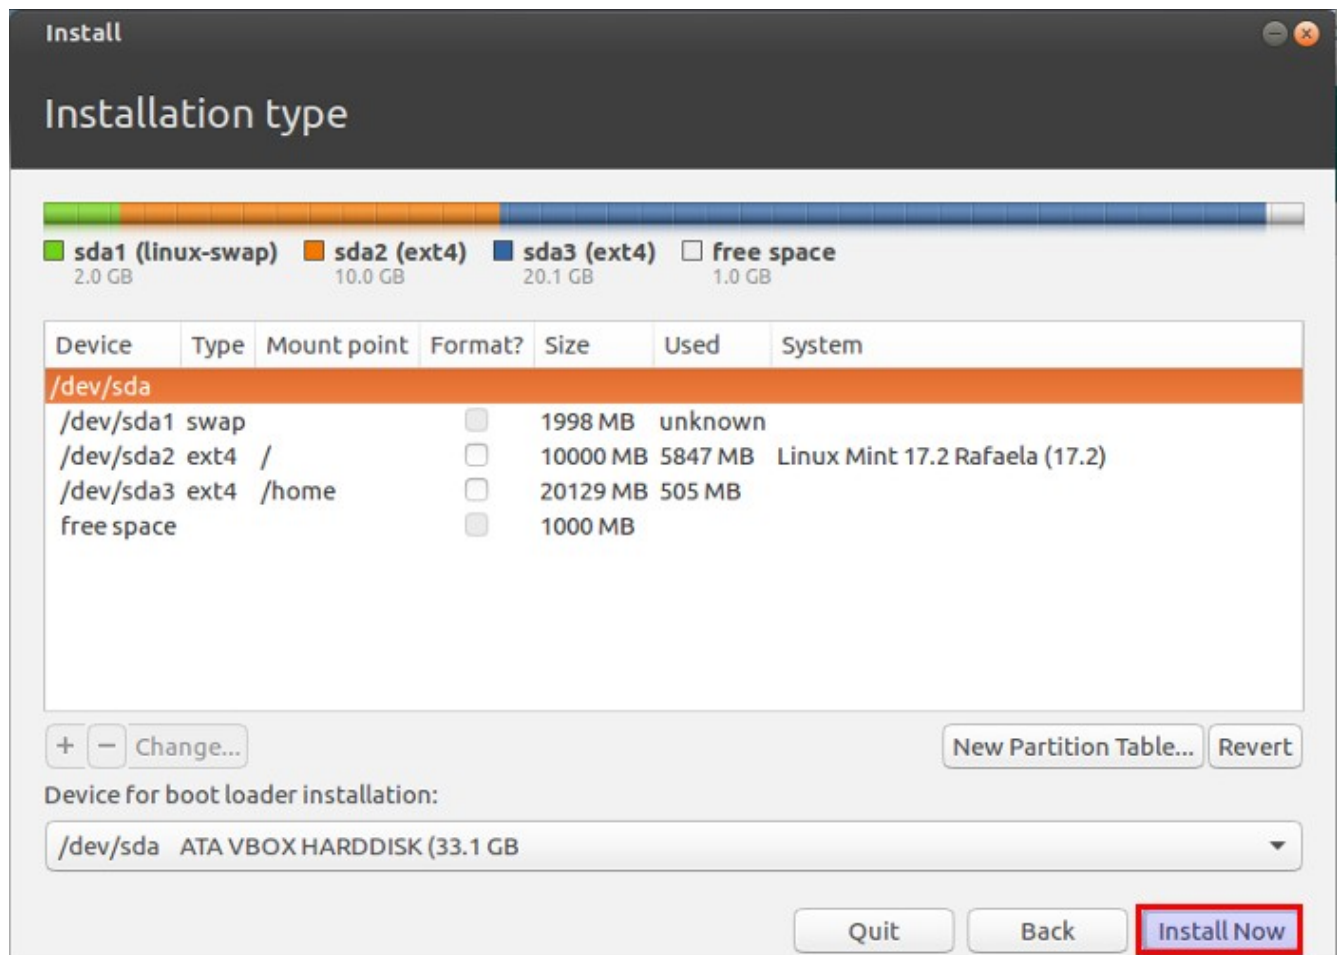 Install
Installation type
sda1 (linux-swap) sda2 (ext4) sda3 (ext4) free space
2.0 GB 10.0 GB 20.1 GB 1.0 GB
Device Type Mount point Format? Size Used System
/dev/sda
/dev/sda1 swap 1998 MB unknown
/dev/sda2 ext4 / 10000 MB 5847 MB Linux Mint 17.2 Rafaela (17.2)
/dev/sda3 ext4 /home 20129 MB 505 MB
free space 1000 MB
+ − Change... New Partition Table... Revert
Device for boot loader installation:
/dev/sda ATA VBOX HARDDISK (33.1 GB
Quit Back Install Now